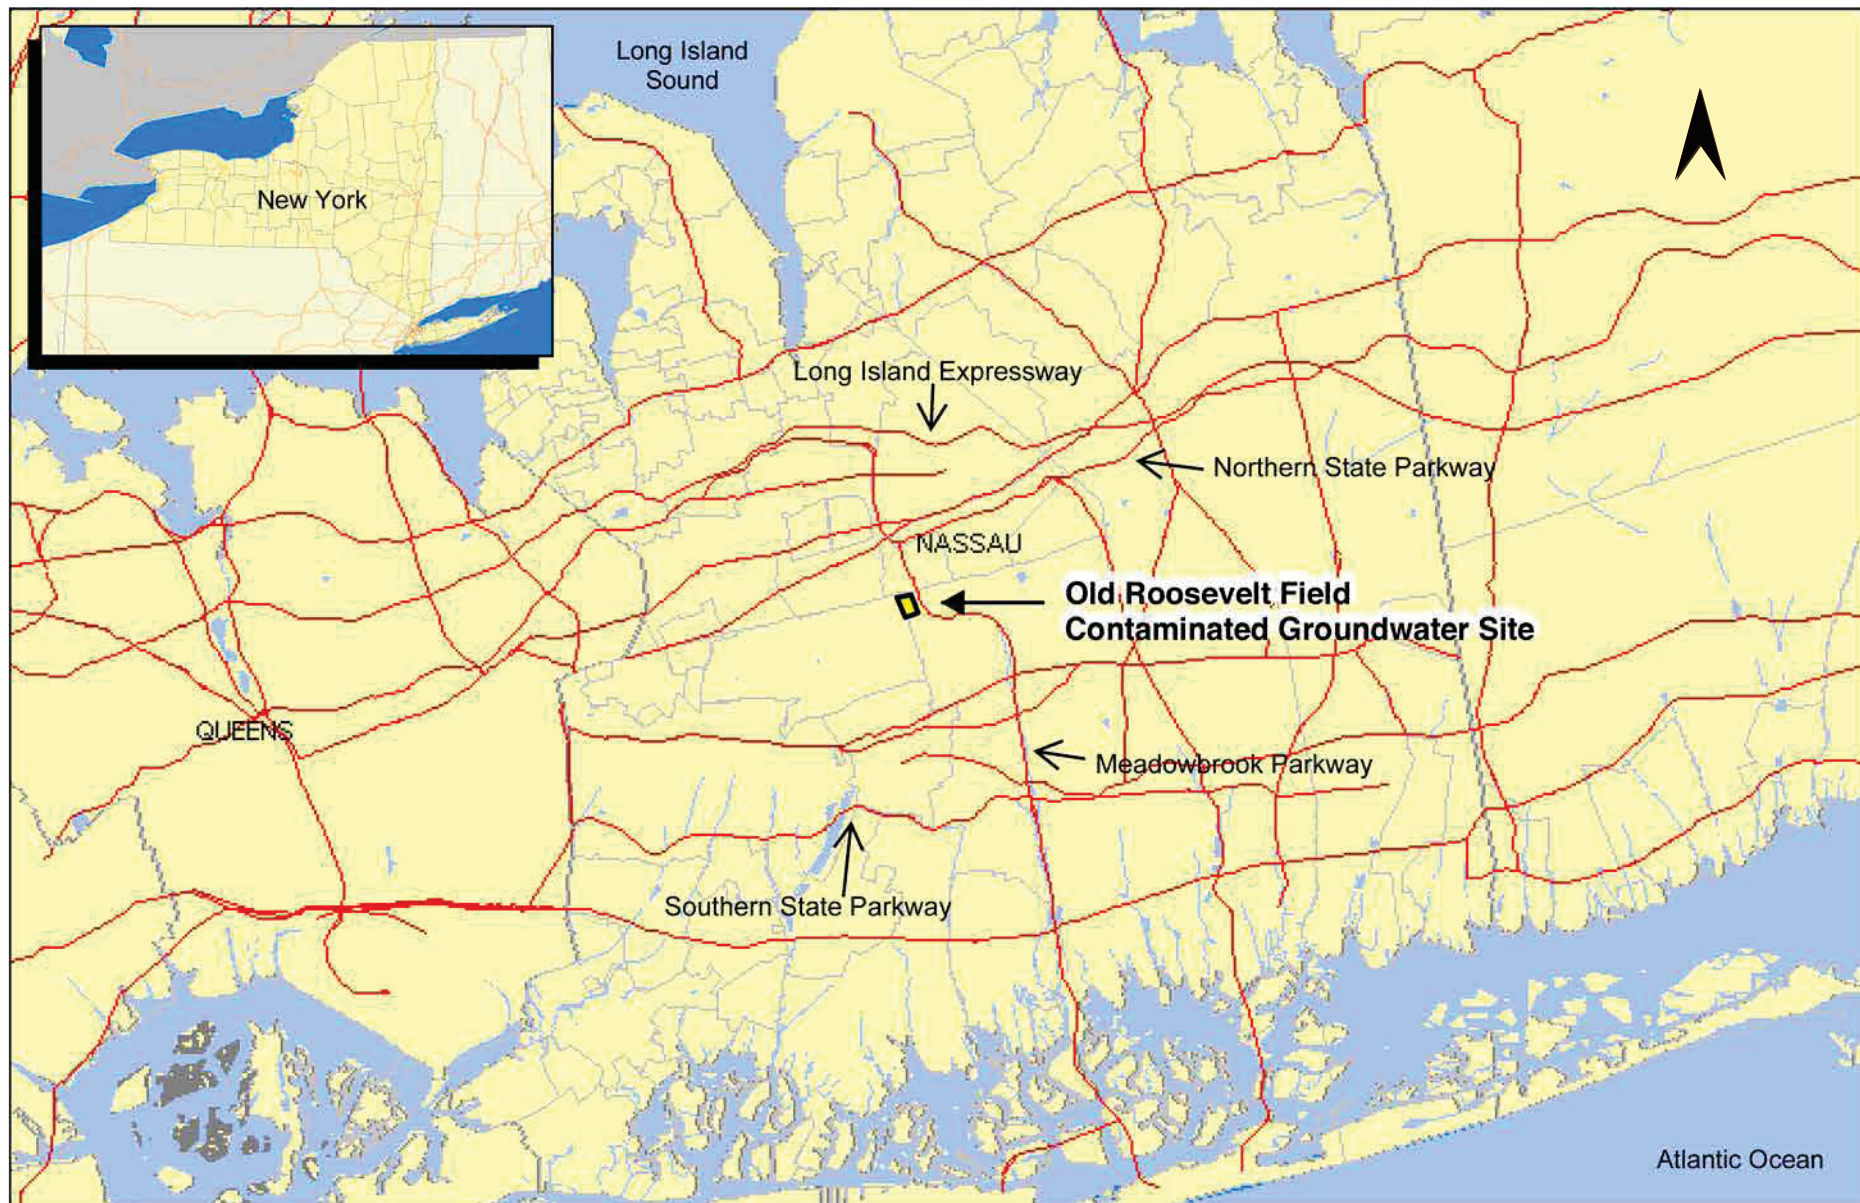 Long Island
Sound
New York
Long Island Expressway
Northern State Parkway
NASSAU
Old Roosevelt Field
Contaminated Groundwater Site
QUEENS
Meadowbrook Parkway
Southern State Parkway
Atlantic Ocean